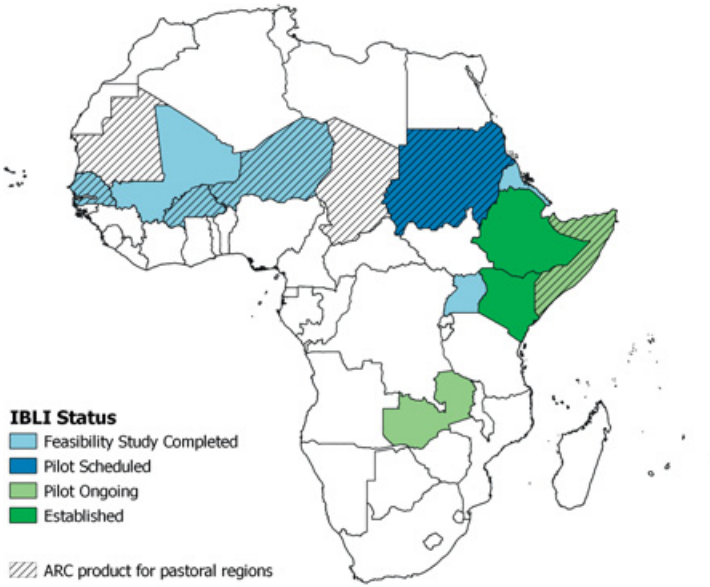 IBLI Status
Feasibility Study Completed
Pilot Scheduled
Pilot Ongoing
Established
ARC product for pastoral regions